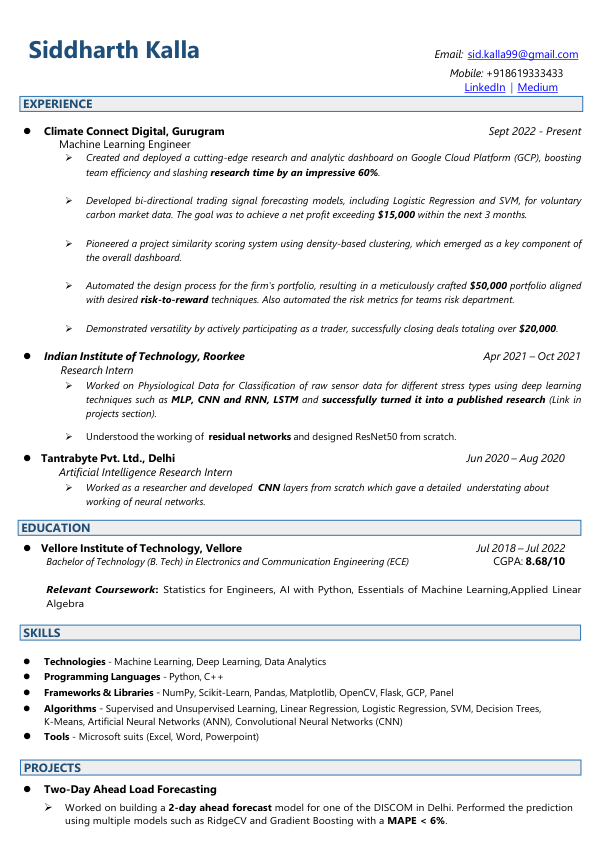 Siddharth Kalla
Email: sid.kalla99@gmail.com
Mobile: +918619333433
LinkedIn | Medium
EXPERIENCE
● Climate Connect Digital, Gurugram Sept 2022 - Present
Machine Learning Engineer
➢ Created and deployed a cutting-edge research and analytic dashboard on Google Cloud Platform (GCP), boosting
team efficiency and slashing research time by an impressive 60%.
➢ Developed bi-directional trading signal forecasting models, including Logistic Regression and SVM, for voluntary
carbon market data. The goal was to achieve a net profit exceeding $15,000 within the next 3 months.
➢ Pioneered a project similarity scoring system using density-based clustering, which emerged as a key component of
the overall dashboard.
➢ Automated the design process for the firm's portfolio, resulting in a meticulously crafted $50,000 portfolio aligned
with desired risk-to-reward techniques. Also automated the risk metrics for teams risk department.
➢ Demonstrated versatility by actively participating as a trader, successfully closing deals totaling over $20,000.
● Indian Institute of Technology, Roorkee Apr 2021 – Oct 2021
Research Intern
➢ Worked on Physiological Data for Classification of raw sensor data for different stress types using deep learning
techniques such as MLP, CNN and RNN, LSTM and successfully turned it into a published research (Link in
projects section).
➢ Understood the working of residual networks and designed ResNet50 from scratch.
● Tantrabyte Pvt. Ltd., Delhi Jun 2020 – Aug 2020
Artificial Intelligence Research Intern
➢ Worked as a researcher and developed CNN layers from scratch which gave a detailed understating about
working of neural networks.
EDUCATION
● Vellore Institute of Technology, Vellore Jul 2018 – Jul 2022
Bachelor of Technology (B. Tech) in Electronics and Communication Engineering (ECE) CGPA: 8.68/10
Relevant Coursework: Statistics for Engineers, AI with Python, Essentials of Machine Learning,Applied Linear
Algebra
SKILLS
● Technologies - Machine Learning, Deep Learning, Data Analytics
● Programming Languages - Python, C++
● Frameworks & Libraries - NumPy, Scikit-Learn, Pandas, Matplotlib, OpenCV, Flask, GCP, Panel
● Algorithms - Supervised and Unsupervised Learning, Linear Regression, Logistic Regression, SVM, Decision Trees,
K-Means, Artificial Neural Networks (ANN), Convolutional Neural Networks (CNN)
● Tools - Microsoft suits (Excel, Word, Powerpoint)
PROJECTS
● Two-Day Ahead Load Forecasting
➢ Worked on building a 2-day ahead forecast model for one of the DISCOM in Delhi. Performed the prediction
using multiple models such as RidgeCV and Gradient Boosting with a MAPE < 6%.